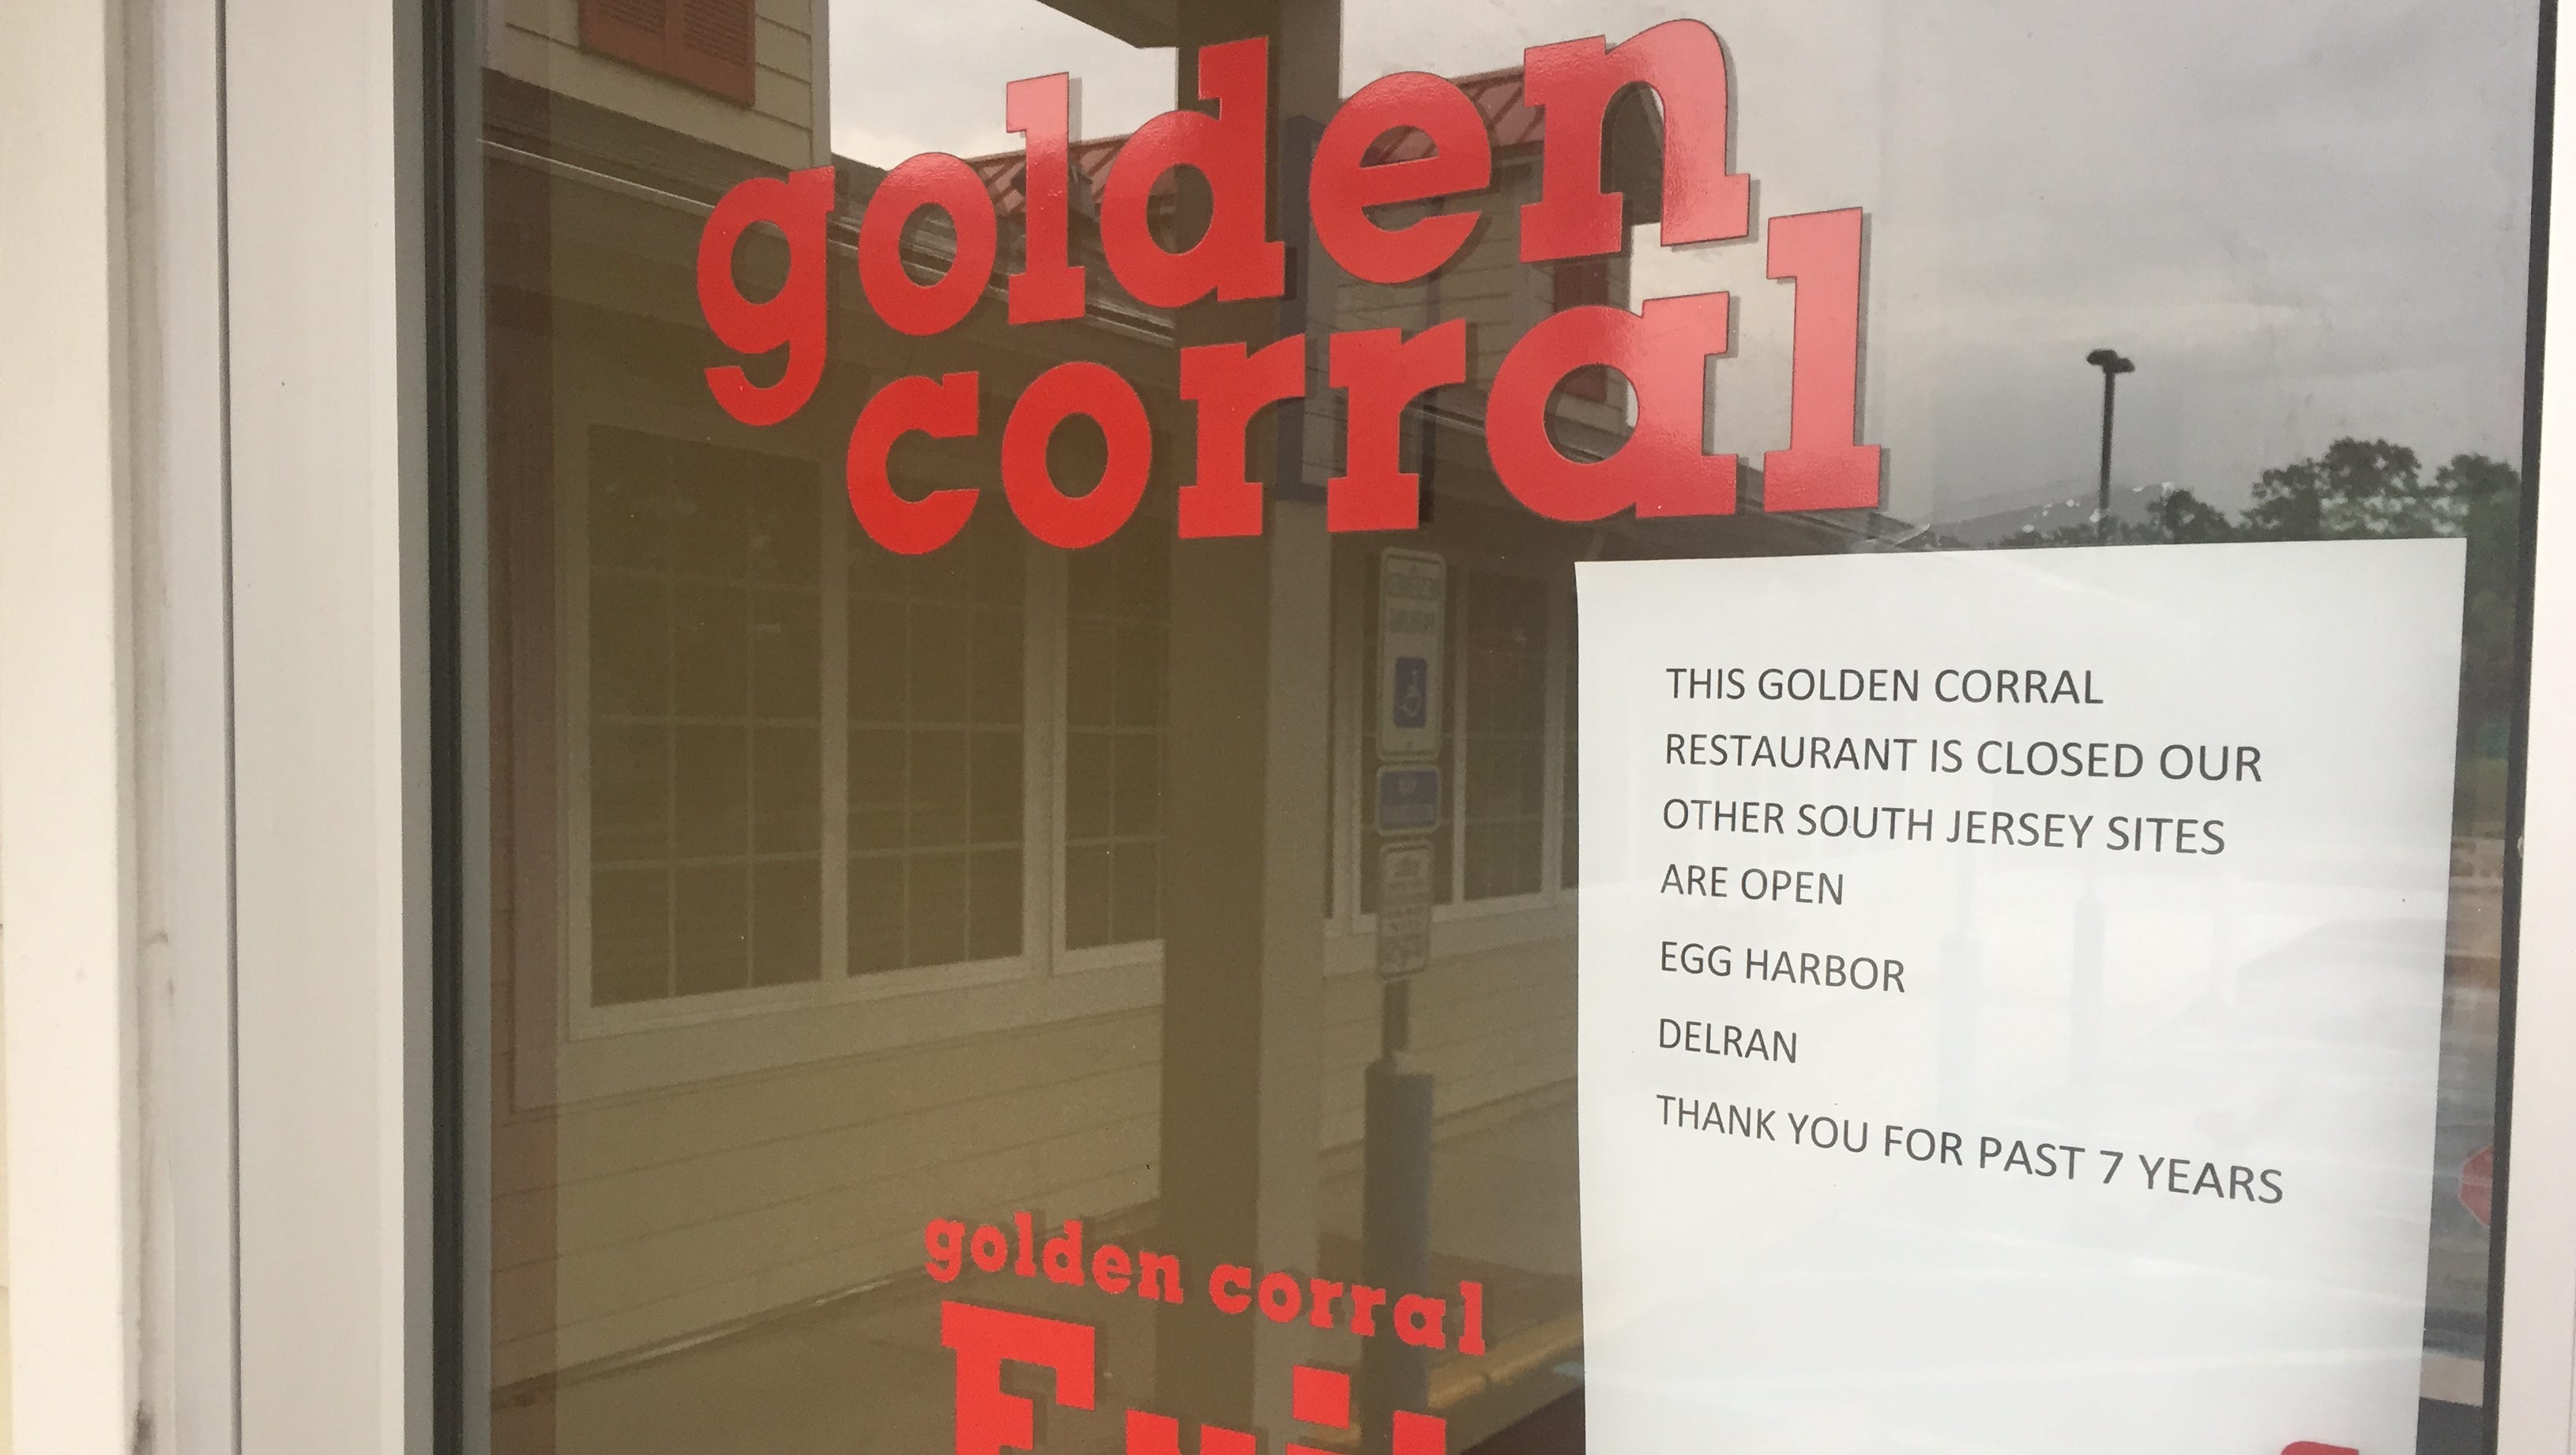 golden
corral
THIS GOLDEN CORRAL
RESTAURANT IS CLOSED OUR
OTHER SOUTH JERSEY SITES
ARE OPEN
EGG HARBOR
DELRAN
THANK YOU FOR PAST 7 YEARS
golden corral
Exit